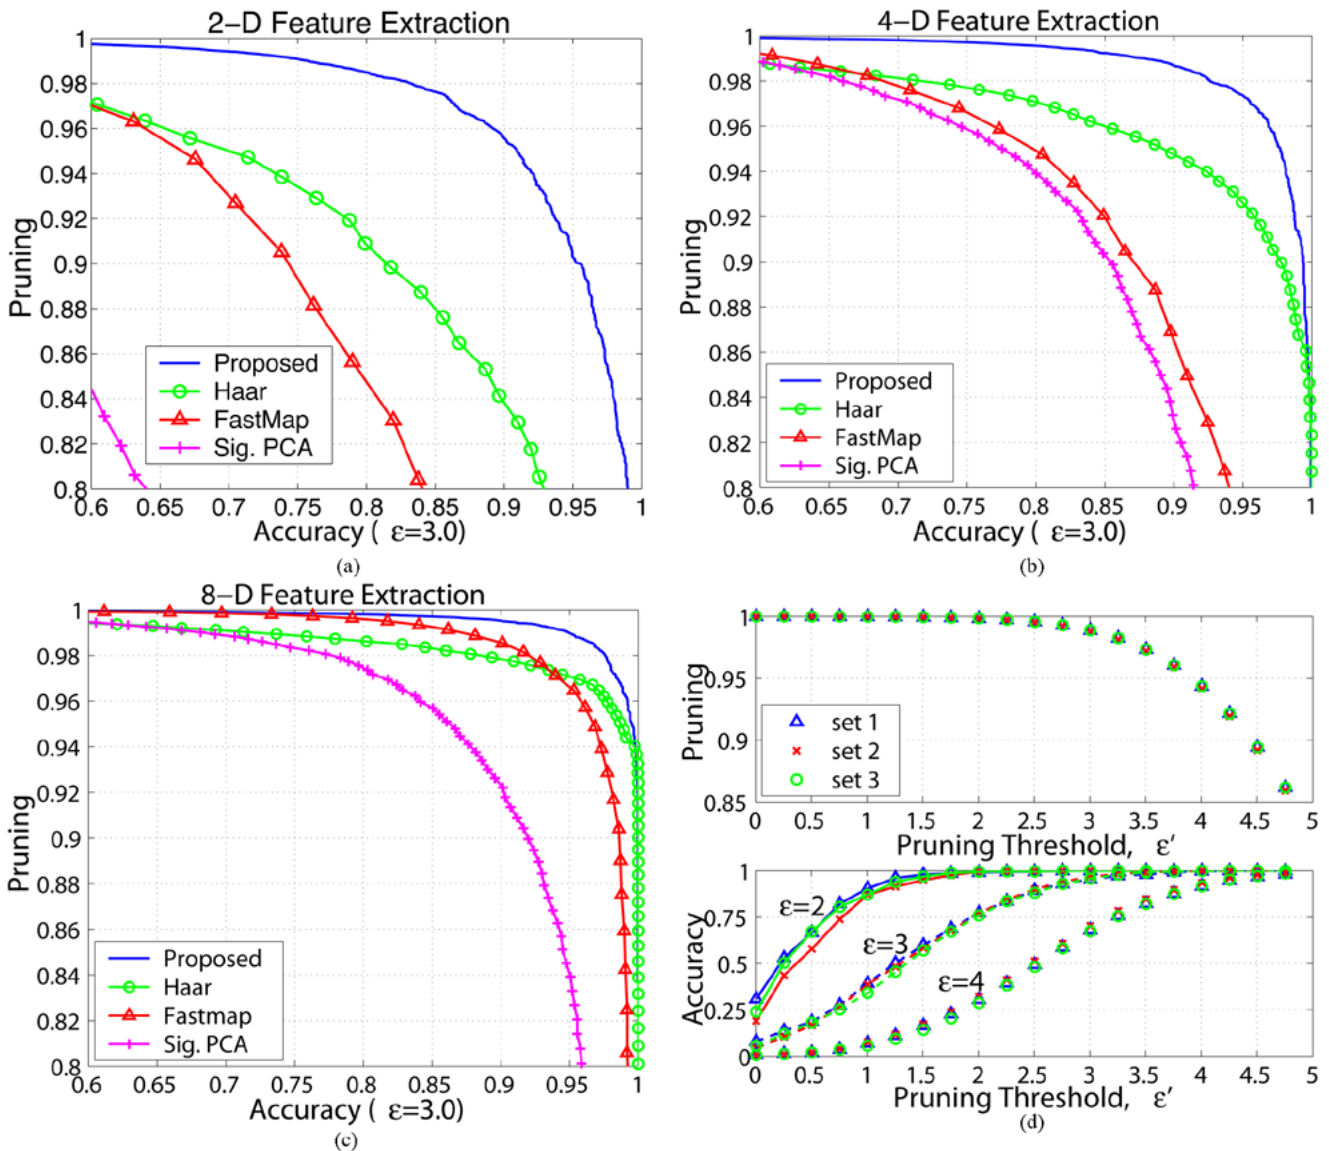 2-D Feature Extraction
1
0.98
0.96
0.94
0.92
0.9
0.88
0.86
0.84
0.82
0.8
Pruning
Proposed
Haar
FastMap
Sig. PCA
0.6 0.65 0.7 0.75 0.8 0.85 0.9 0.95 1
Accuracy ( ε=3.0)
(a)
4-D Feature Extraction
1
0.98
0.96
0.94
0.92
0.9
0.88
0.86
0.84
0.82
0.8
Pruning
Proposed
Haar
FastMap
Sig. PCA
0.6 0.65 0.7 0.75 0.8 0.85 0.9 0.95 1
Accuracy ( ε=3.0)
(b)
8-D Feature Extraction
1
0.98
0.96
0.94
0.92
0.9
0.88
0.86
0.84
0.82
0.8
Pruning
Proposed
Haar
Fastmap
Sig. PCA
0.6 0.65 0.7 0.75 0.8 0.85 0.9 0.95 1
Accuracy ( ε=3.0)
(c)
1
0.95
0.9
0.85
Pruning
set 1
set 2
set 3
0 0.5 1 1.5 2 2.5 3 3.5 4 4.5 5
Pruning Threshold, ε'
1
0.75
0.5
0.25
0
Accuracy
ε=2
ε=3
ε=4
0 0.5 1 1.5 2 2.5 3 3.5 4 4.5 5
Pruning Threshold, ε'
(d)